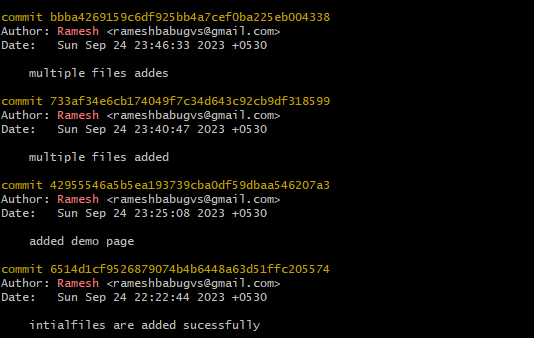 commit bbba4269159c6df925bb4a7cef0ba225eb004338
Author: Ramesh <rameshbabugvs@gmail.com>
Date:   Sun Sep 24 23:46:33 2023 +0530
multiple files addes
commit 733af34e6cb174049f7c34d643c92cb9df318599
Author: Ramesh <rameshbabugvs@gmail.com>
Date:   Sun Sep 24 23:40:47 2023 +0530
multiple files added
commit 42955546a5b5ea193739cba0df59dbaa546207a3
Author: Ramesh <rameshbabugvs@gmail.com>
Date:   Sun Sep 24 23:25:08 2023 +0530
added demo page
commit 6514d1cf9526879074b4b6448a63d51ffc205574
Author: Ramesh <rameshbabugvs@gmail.com>
Date:   Sun Sep 24 22:22:44 2023 +0530
intialfiles are added sucessfully